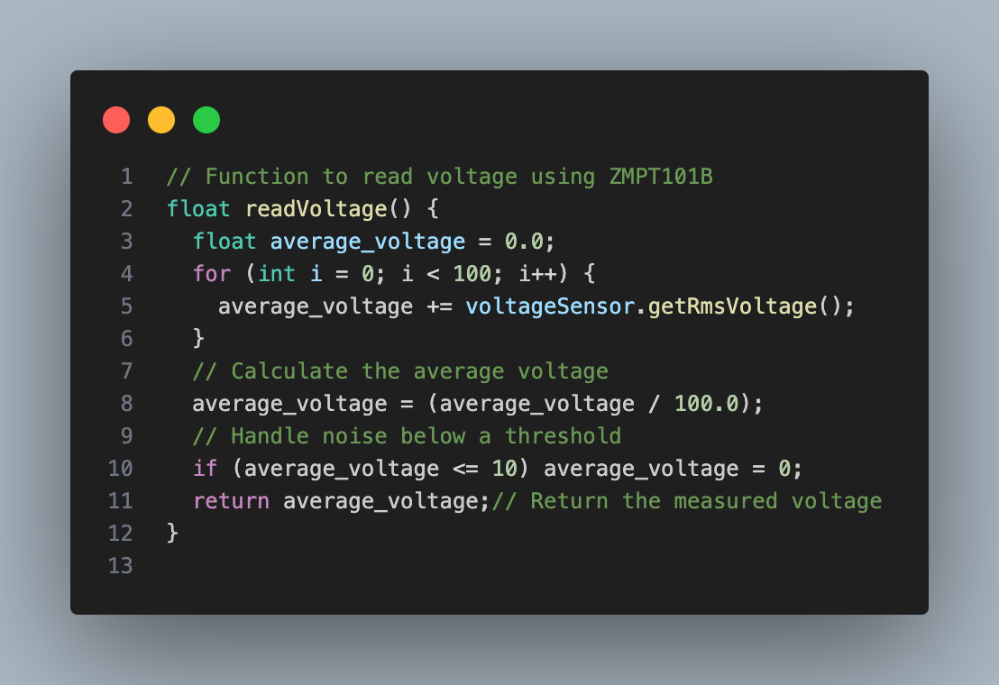 1 // Function to read voltage using ZMPT101B
2 float readVoltage() {
3   float average_voltage = 0.0;
4   for (int i = 0; i < 100; i++) {
5     average_voltage += voltageSensor.getRmsVoltage();
6   }
7   // Calculate the average voltage
8   average_voltage = (average_voltage / 100.0);
9   // Handle noise below a threshold
10   if (average_voltage <= 10) average_voltage = 0;
11   return average_voltage;// Return the measured voltage
12 }
13